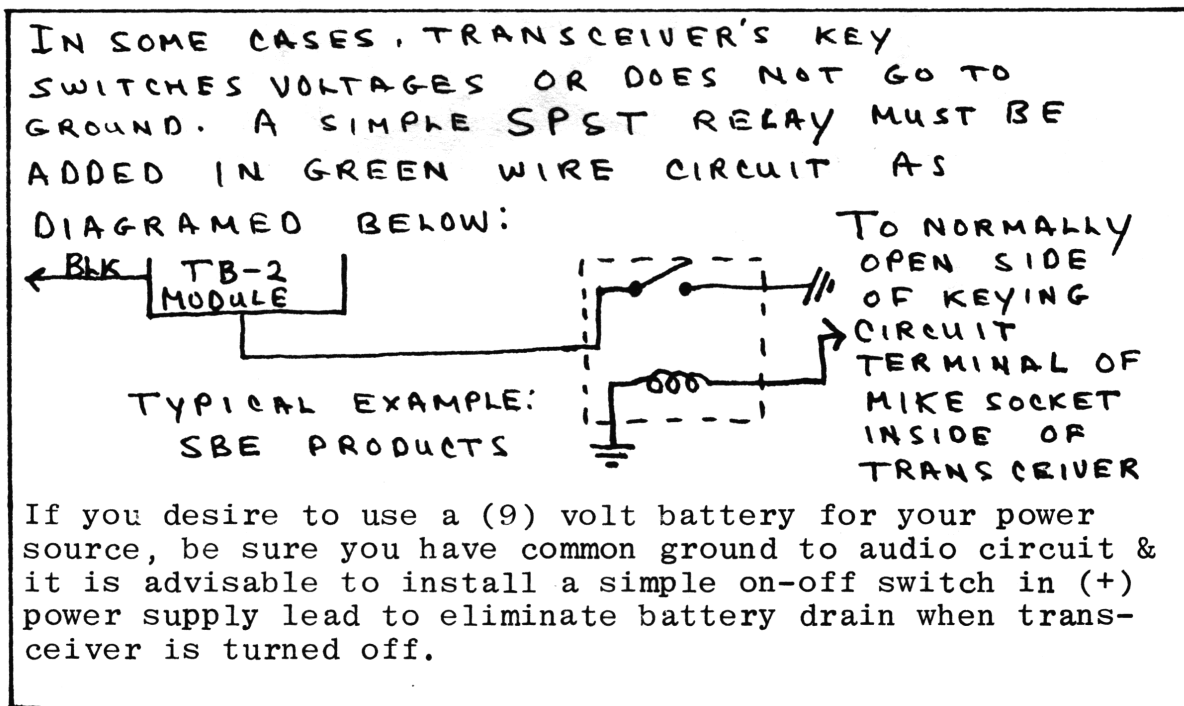 IN SOME CASES, TRANSCEIVER'S KEY
SWITCHES VOLTAGES OR DOES NOT GO TO
GROUND. A SIMPLE SPST RELAY MUST BE
ADDED IN GREEN WIRE CIRCUIT AS
DIAGRAMED BELOW:
BLK
TB-2
MODULE
TYPICAL EXAMPLE:
SBE PRODUCTS
TO NORMALLY
OPEN SIDE
OF KEYING
CIRCUIT
TERMINAL OF
MIKE SOCKET
INSIDE OF
TRANSCEIVER
If you desire to use a (9) volt battery for your power
source, be sure you have common ground to audio circuit &
it is advisable to install a simple on-off switch in (+)
power supply lead to eliminate battery drain when trans-
ceiver is turned off.